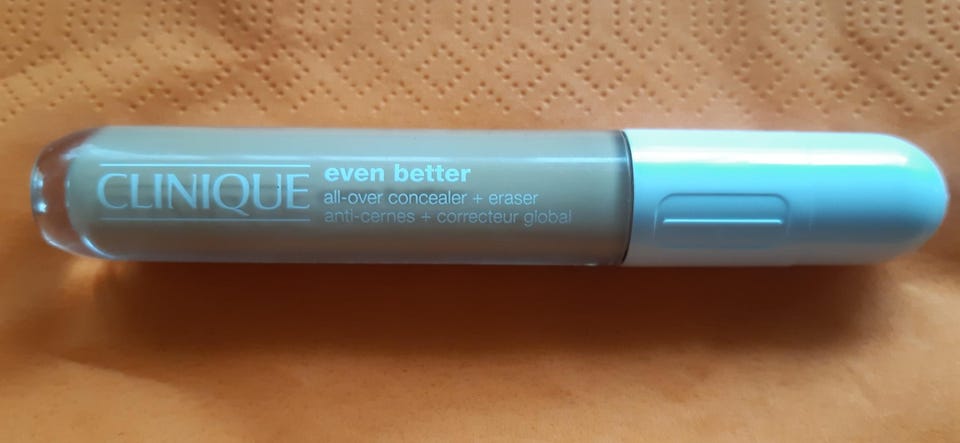 CLINIQUE
even better
all-over concealer + eraser
anti-cernes + correcteur global